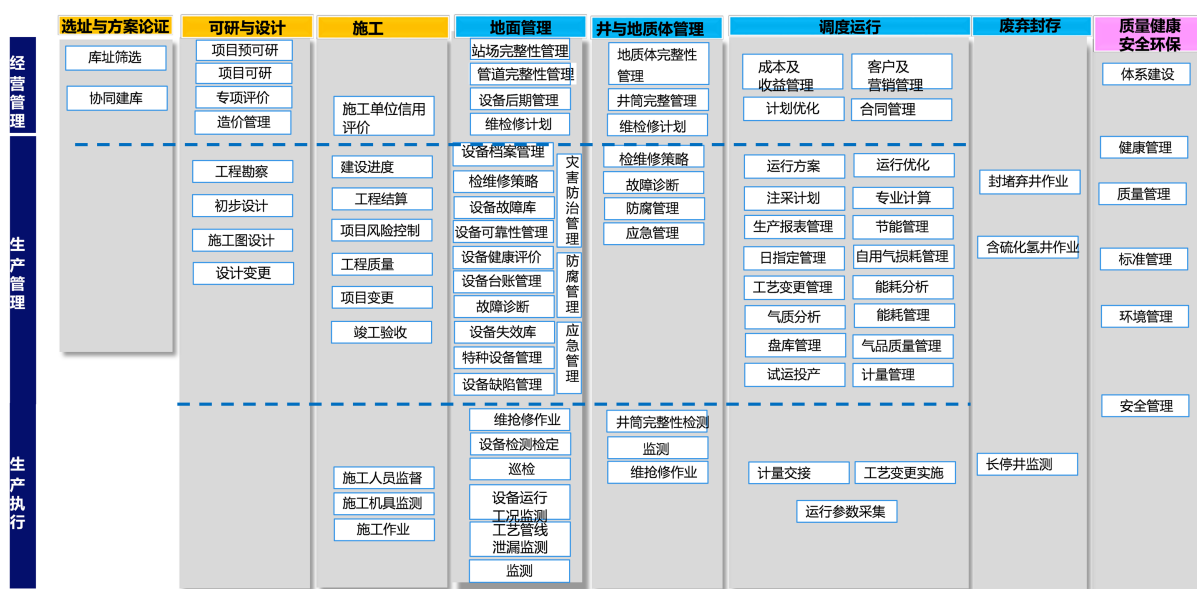 选址与方案论证
可研与设计
施工
地面管理
井与地质体管理
调度运行
废弃封存
质量健康
安全环保
经营管理
生产管理
生产执行
库址筛选
协同建库
项目预可研
项目可研
专项评价
造价管理
工程勘察
初步设计
施工图设计
设计变更
施工单位信用
评价
建设进度
工程结算
项目风险控制
工程质量
项目变更
竣工验收
施工人员监督
施工机具监测
施工作业
站场完整性管理
管道完整性管理
设备后期管理
维检修计划
设备档案管理
检维修策略
设备故障库
设备可靠性管理
设备健康评价
设备台账管理
故障诊断
设备失效库
特种设备管理
设备缺陷管理
灾害防治管理
防腐管理
应急管理
维抢修作业
设备检测检定
巡检
设备运行
工况监测
工艺管线
泄漏监测
监测
地质体完整性
管理
井筒完整管理
维检修计划
检维修策略
故障诊断
防腐管理
应急管理
井筒完整性检测
监测
维抢修作业
成本及
收益管理
客户及
营销管理
计划优化
合同管理
运行方案
运行优化
注采计划
专业计算
生产报表管理
节能管理
日指定管理
自用气损耗管理
工艺变更管理
能耗分析
气质分析
能耗管理
盘库管理
气品质量管理
试运投产
计量管理
计量交接
工艺变更实施
运行参数采集
封堵弃井作业
含硫化氢井作业
长停井监测
体系建设
健康管理
质量管理
标准管理
环境管理
安全管理